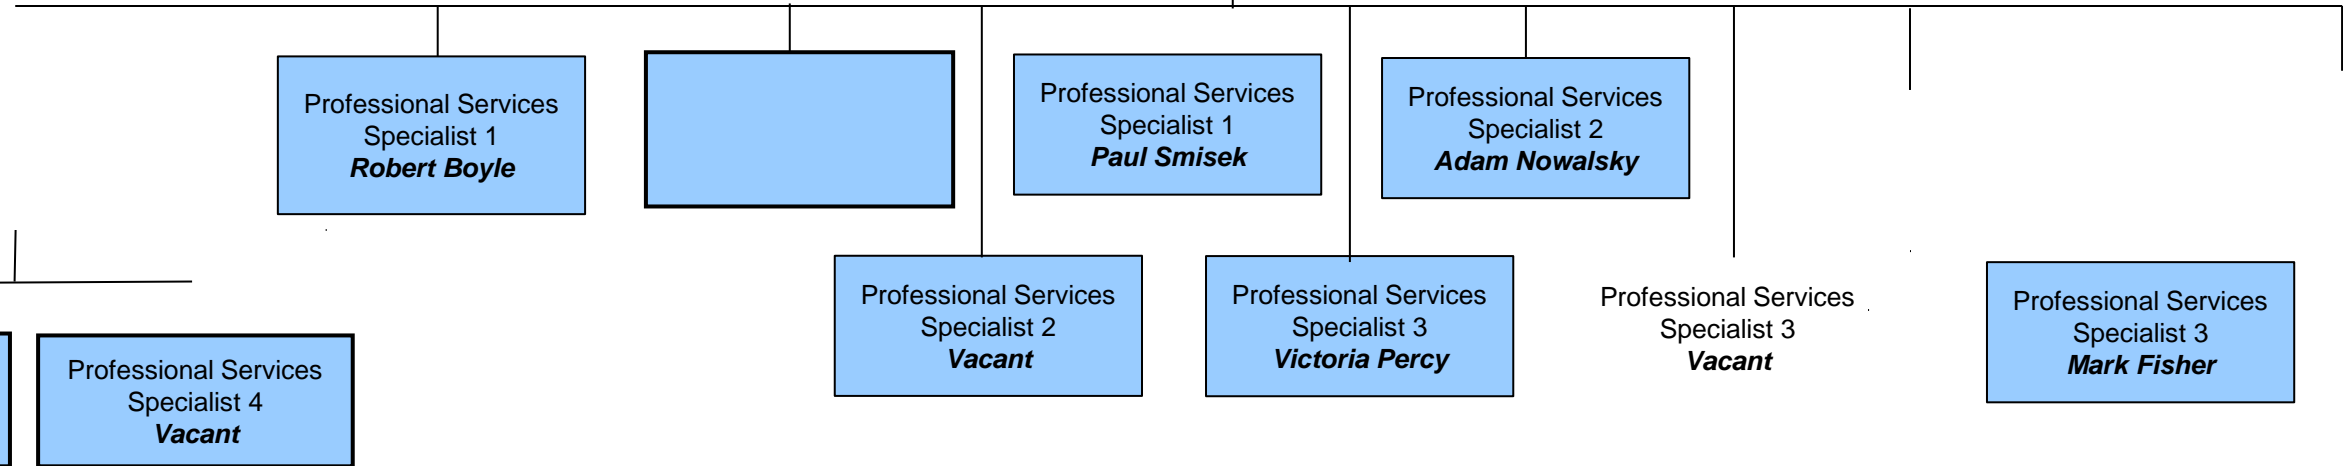 Professional Services
Specialist 1
Robert Boyle
Professional Services
Specialist 1
Paul Smisek
Professional Services
Specialist 2
Adam Nowalsky
Professional Services
Specialist 2
Vacant
Professional Services
Specialist 3
Victoria Percy
Professional Services
Specialist 3
Vacant
Professional Services
Specialist 3
Mark Fisher
Professional Services
Specialist 4
Vacant